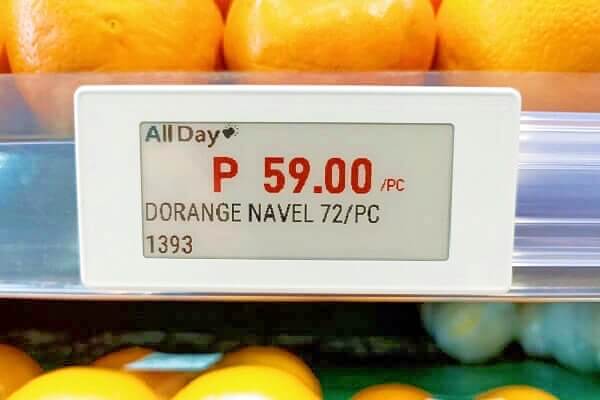 All Day
P 59.00 /PC
DORANGE NAVEL 72/PC
1393